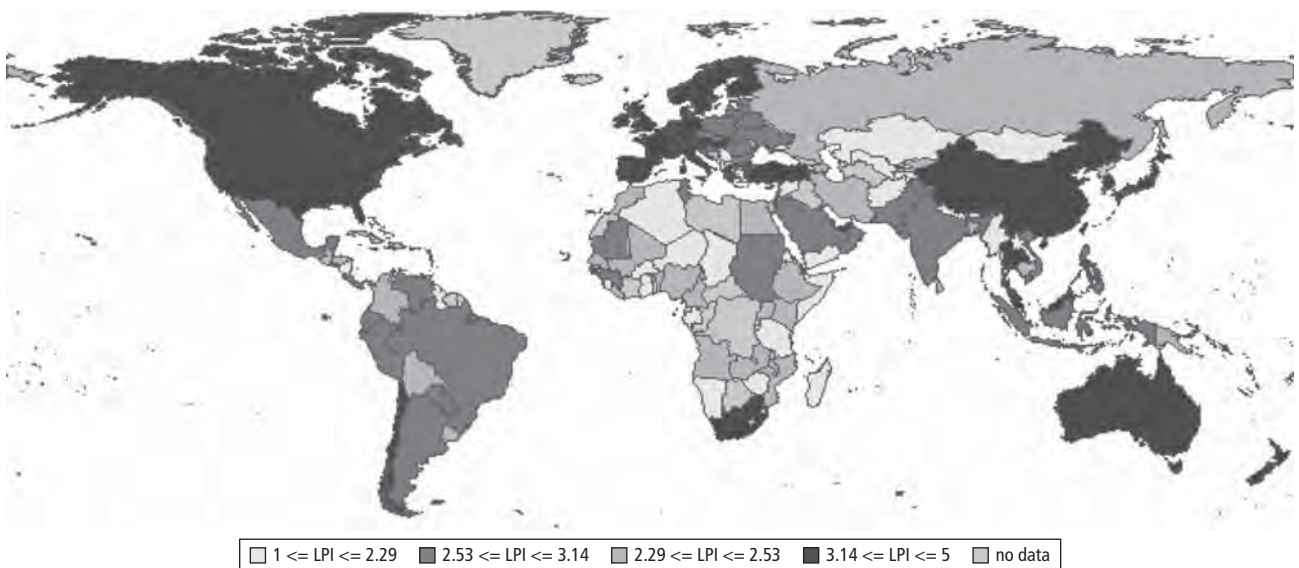 1 <= LPI <= 2.29 2.53 <= LPI <= 3.14 2.29 <= LPI <= 2.53 3.14 <= LPI <= 5 no data